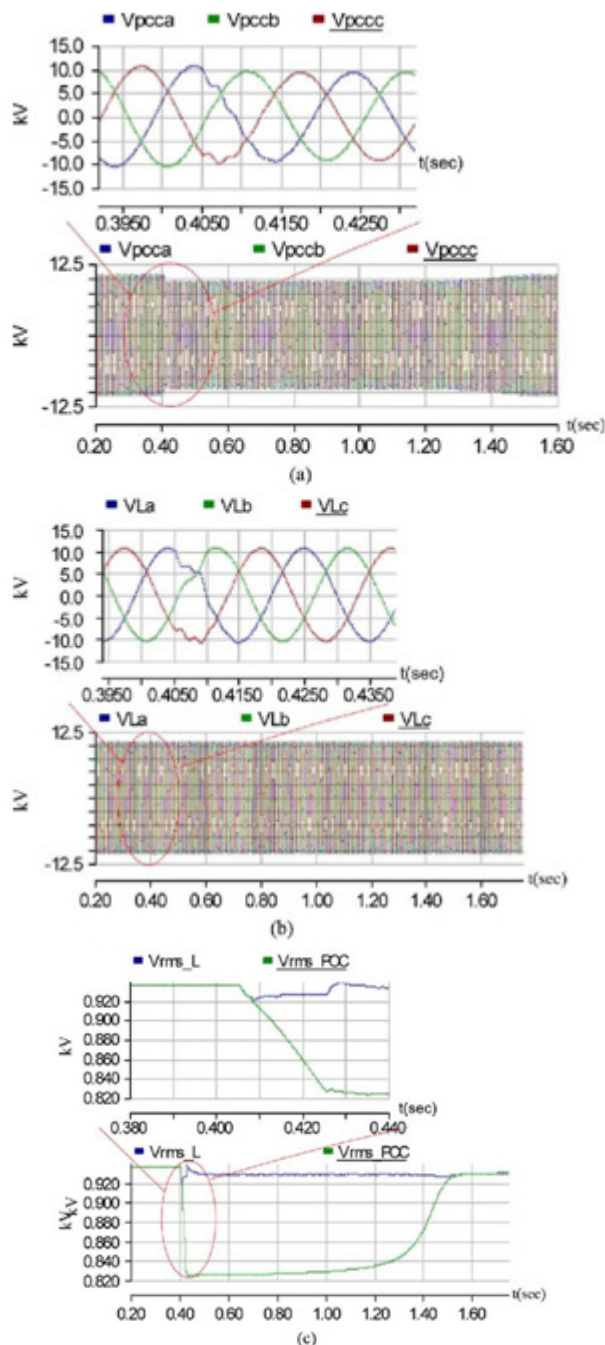 Vpcca Vpccb Vpccc
15.0
10.0
5.0
0.0
-5.0
-10.0
-15.0
kV
t(sec)
0.3950 0.4050 0.4150 0.4250
Vpcca Vpccb Vpccc
12.5
kV
-12.5
t(sec)
0.20 0.40 0.60 0.80 1.00 1.20 1.40 1.60
(a)
VLa VLb VLc
15.0
10.0
5.0
0.0
-5.0
-10.0
-15.0
kV
t(sec)
0.3950 0.4050 0.4150 0.4250 0.4350
VLa VLb VLc
12.5
kV
-12.5
t(sec)
0.20 0.40 0.60 0.80 1.00 1.20 1.40 1.60
(b)
Vrms_L Vrms_PCC
0.920
0.900
0.880
0.860
0.840
0.820
kV
t(sec)
0.380 0.400 0.420 0.440
Vrms_L Vrms_PCC
0.920
0.900
0.880
0.860
0.840
0.820
t(sec)
0.20 0.40 0.60 0.80 1.00 1.20 1.40 1.60
(c)